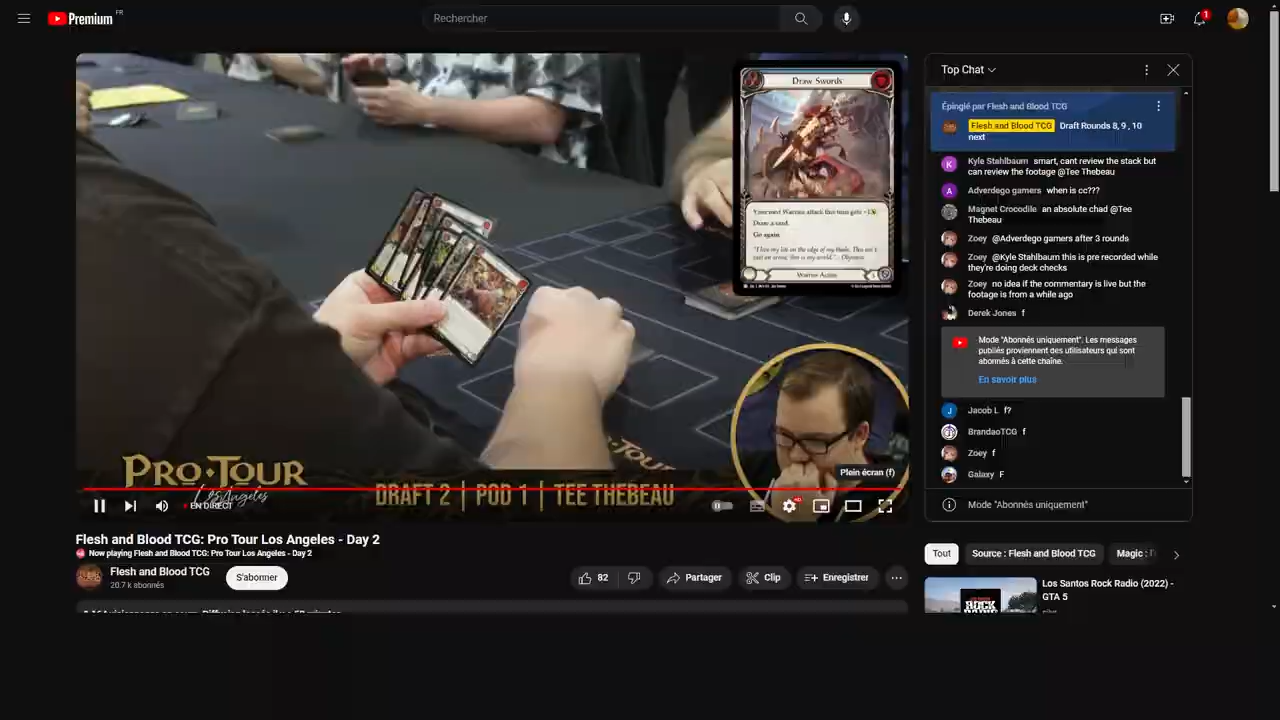 Premium FR
Rechercher
1
Draw Swords
Draw a card.
Go again
Warrior Action
PRO·TOUR
Los Angeles
DRAFT 2 | POD 1 | TEE THEBEAU
Plein écran (f)
EN DIRECT
HD
Top Chat
Épinglé par Flesh and Blood TCG
Flesh and Blood TCG Draft Rounds 8, 9 , 10
next
Kyle Stahlbaum smart, cant review the stack but
can review the footage @Tee Thebeau
Adverdego gamers when is cc???
Magnet Crocodile an absolute chad @Tee
Thebeau
Zoey @Adverdego gamers after 3 rounds
Zoey @Kyle Stahlbaum this is pre recorded while
they're doing deck checks
Zoey no idea if the commentary is live but the
footage is from a while ago
Derek Jones f
Mode "Abonnés uniquement". Les messages
publiés proviennent des utilisateurs qui sont
abonnés à cette chaîne.
En savoir plus
Jacob L f?
BrandaoTCG f
Zoey f
Galaxy F
Mode "Abonnés uniquement"
Flesh and Blood TCG: Pro Tour Los Angeles - Day 2
Now playing Flesh and Blood TCG: Pro Tour Los Angeles - Day 2
Flesh and Blood TCG
20.7 k abonnés
S'abonner
82
Partager
Clip
Enregistrer
Tout
Source : Flesh and Blood TCG
Magic :
Los Santos Rock Radio (2022) -
GTA 5
ROCK